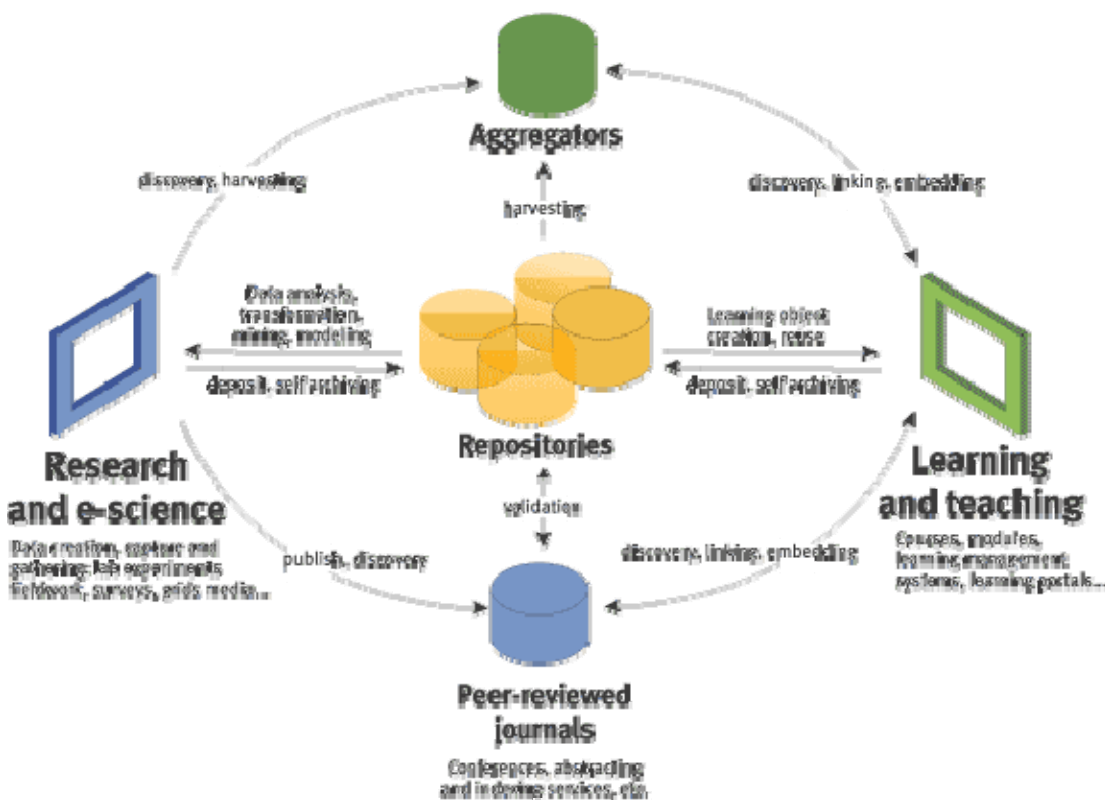 Aggregators
discovery, harvesting
discovery, linking, embedding
harvesting
Data analysis,
transformation,
mining, modeling
Learning object
creation, reuse
deposit, self archiving
deposit, self archiving
Repositories
Research
and e-science
Data creation, capture and
gathering: lab experiments,
fieldwork, surveys, grids media...
Learning
and teaching
Courses, modules,
learning management
systems, learning portals...
validation
publish, discovery
discovery, linking, embedding
Peer-reviewed
journals
Conferences, abstracting
and indexing services, etc.